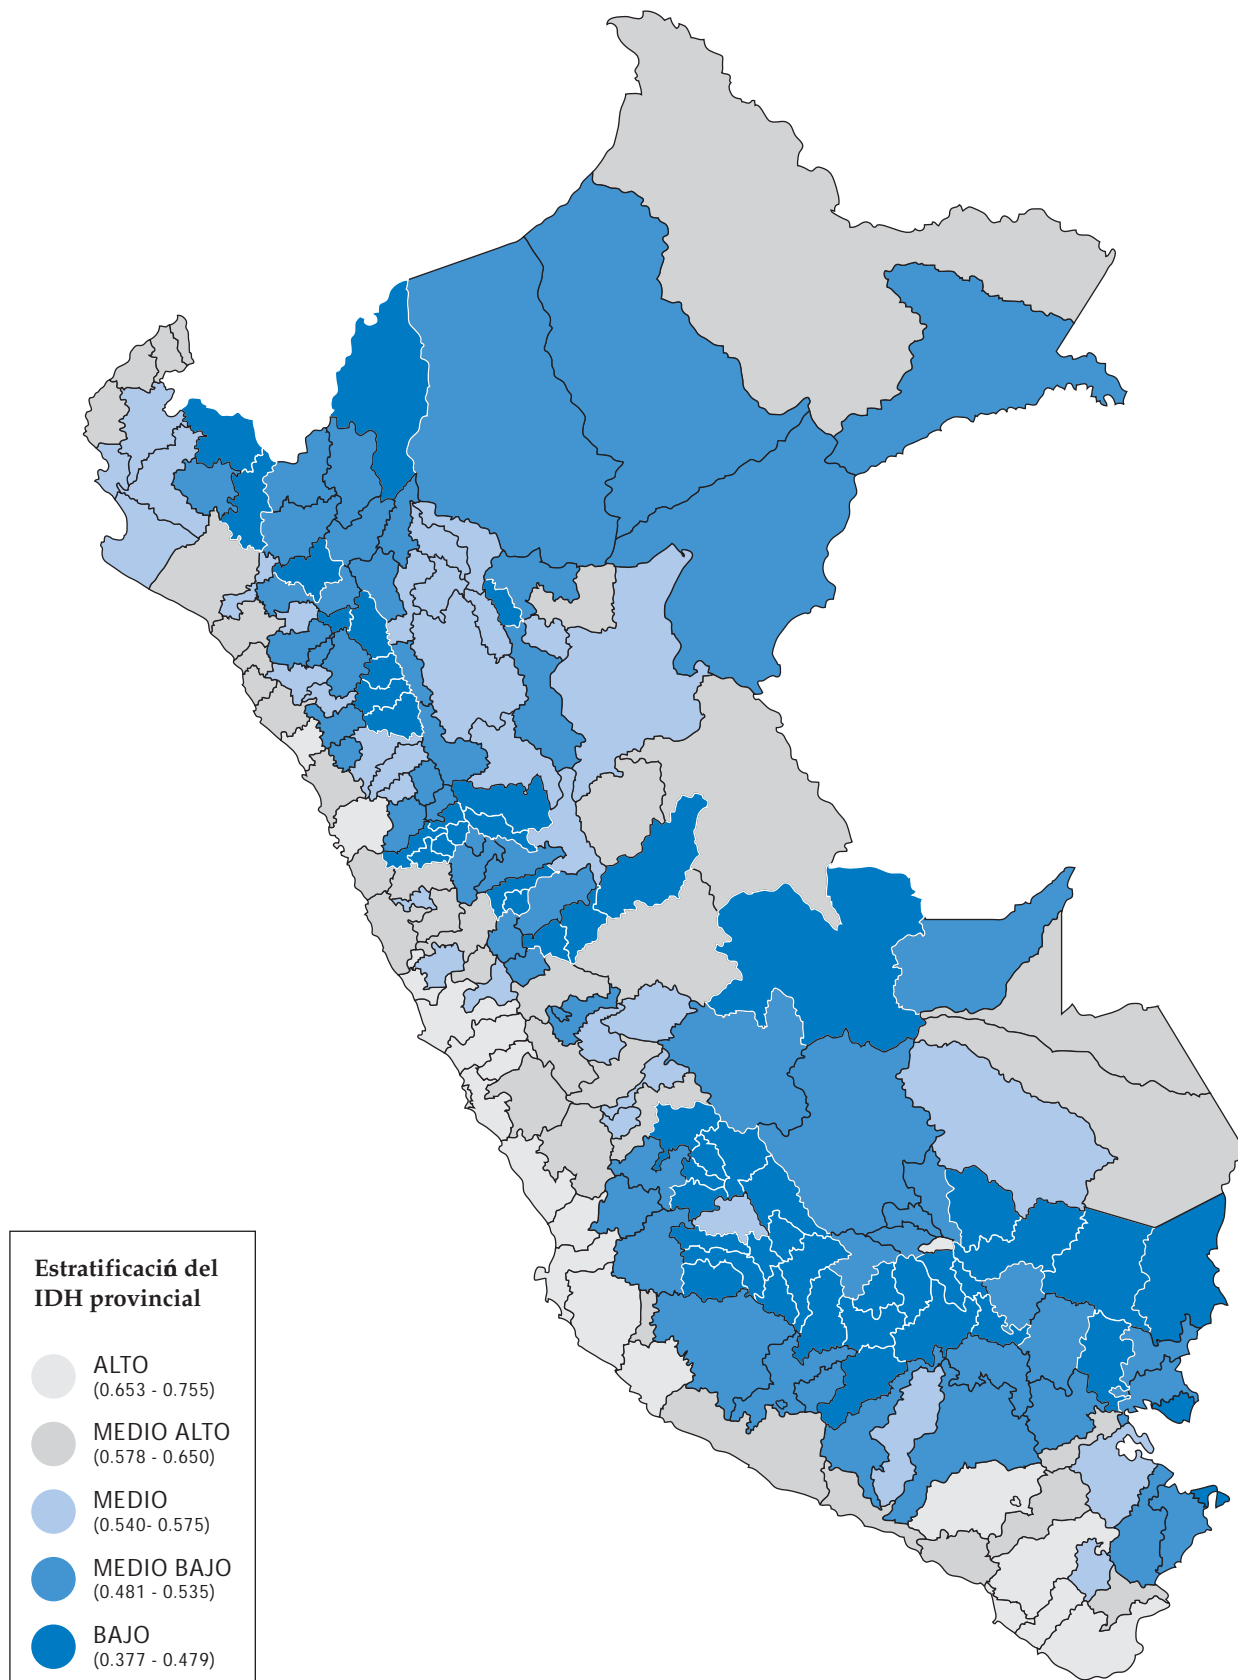 Estratificación del
IDH provincial
ALTO
(0.653 - 0.755)
MEDIO ALTO
(0.578 - 0.650)
MEDIO
(0.540- 0.575)
MEDIO BAJO
(0.481 - 0.535)
BAJO
(0.377 - 0.479)